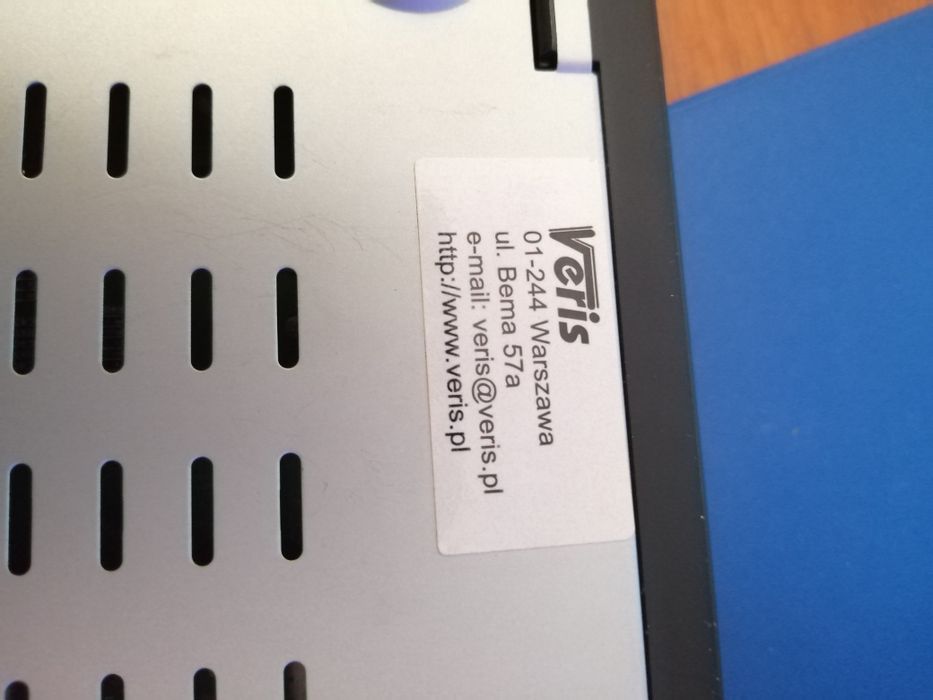 Veris
01-244 Warszawa
ul. Bema 57a
e-mail: veris@veris.pl
http://www.veris.pl